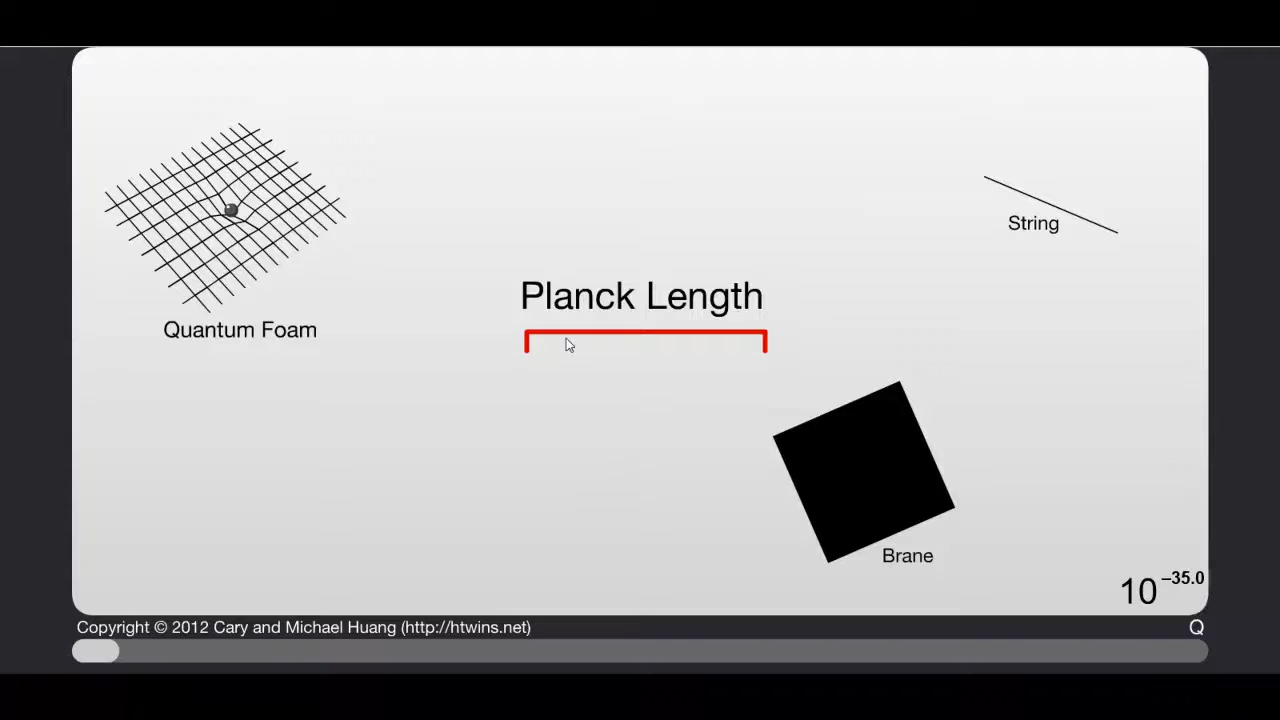 String
Planck Length
Quantum Foam
Brane
10^–35.0
Copyright © 2012 Cary and Michael Huang (http://htwins.net)
Q